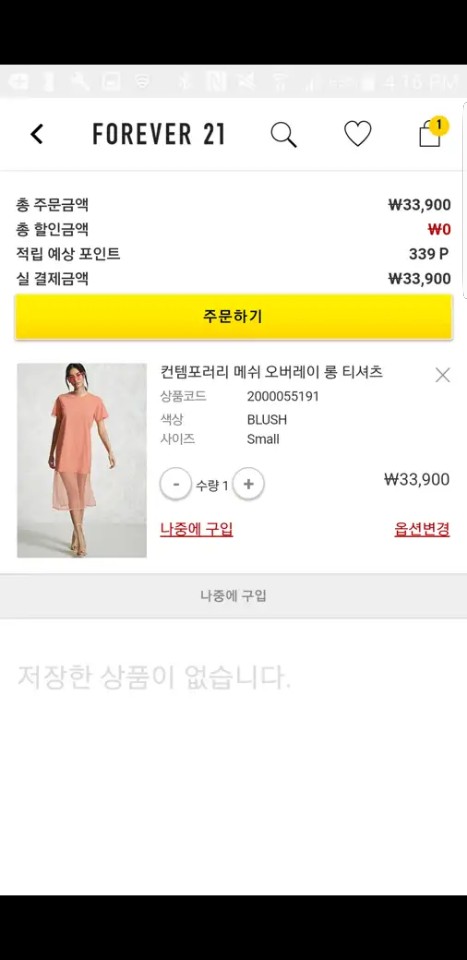 4:16 PM
FOREVER 21
1
총 주문금액 ₩33,900
총 할인금액 ₩0
적립 예상 포인트 339 P
실 결제금액 ₩33,900
주문하기
컨템포러리 메쉬 오버레이 롱 티셔츠
상품코드 2000055191
색상 BLUSH
사이즈 Small
- 수량 1 + ₩33,900
나중에 구입 옵션변경
나중에 구입
저장한 상품이 없습니다.